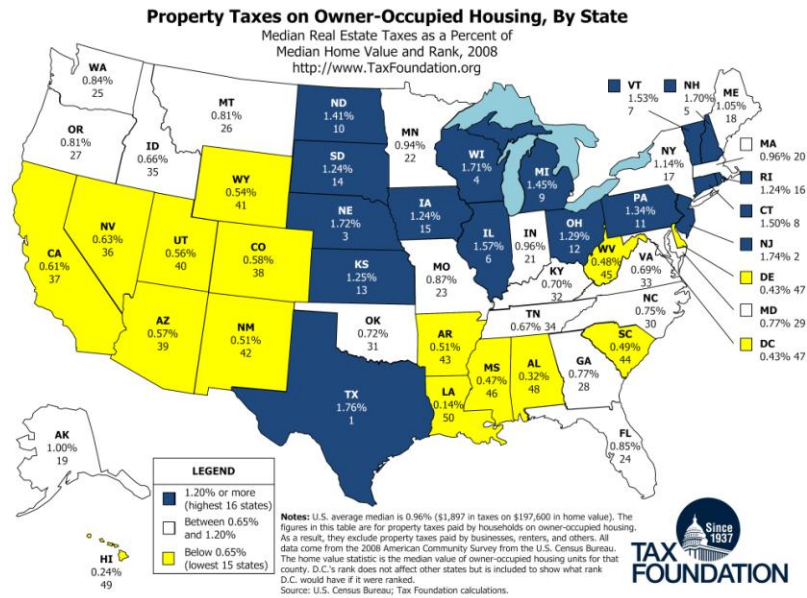 Property Taxes on Owner-Occupied Housing, By State
Median Real Estate Taxes as a Percent of
Median Home Value and Rank, 2008
http://www.TaxFoundation.org
WA
0.84%
25
OR
0.81%
27
ID
0.66%
35
MT
0.81%
26
WY
0.54%
41
CA
0.61%
37
NV
0.63%
36
UT
0.56%
40
CO
0.58%
38
AZ
0.57%
39
NM
0.51%
42
ND
1.41%
10
SD
1.24%
14
NE
1.72%
3
KS
1.25%
13
OK
0.72%
31
TX
1.76%
1
MN
0.94%
22
IA
1.24%
15
MO
0.87%
23
AR
0.51%
43
LA
0.14%
50
WI
1.71%
4
IL
1.57%
6
MI
1.45%
9
IN
0.96%
21
OH
1.29%
12
KY
0.70%
32
TN
0.67% 34
MS
0.47%
46
AL
0.32%
48
GA
0.77%
28
FL
0.85%
24
SC
0.49%
44
NC
0.75%
30
VA
0.69%
33
WV
0.48%
45
PA
1.34%
11
NY
1.14%
17
VT
1.53%
7
NH
1.70%
5
ME
1.05%
18
MA
0.96% 20
RI
1.24% 16
CT
1.50% 8
NJ
1.74% 2
DE
0.43% 47
MD
0.77% 29
DC
0.43% 47
AK
1.00%
19
HI
0.24%
49
LEGEND
1.20% or more
(highest 16 states)
Between 0.65%
and 1.20%
Below 0.65%
(lowest 15 states)
Notes: U.S. average median is 0.96% ($1,897 in taxes on $197,600 in home value). The
figures in this table are for property taxes paid by households on owner-occupied housing.
As a result, they exclude property taxes paid by businesses, renters, and others. All
data come from the 2008 American Community Survey from the U.S. Census Bureau.
The home value statistic is the median value of owner-occupied housing units for that
county. D.C.'s rank does not affect other states but is included to show what rank
D.C. would have if it were ranked.
Source: U.S. Census Bureau; Tax Foundation calculations.
Since
1937
TAX
FOUNDATION